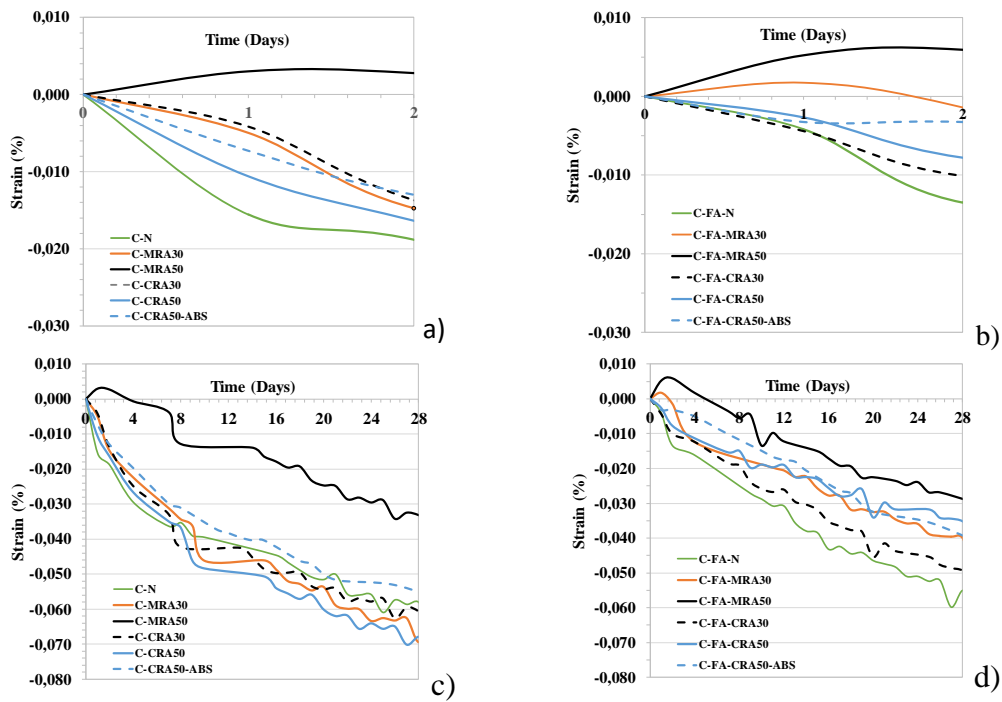 0,010
Time (Days)
0,000
0
1
2
-0,010
-0,020
-0,030
Strain (%)
C-N
C-MRA30
C-MRA50
C-CRA30
C-CRA50
C-CRA50-ABS
a)
0,010
Time (Days)
0,000
0
1
2
-0,010
-0,020
-0,030
Strain (%)
C-FA-N
C-FA-MRA30
C-FA-MRA50
C-FA-CRA30
C-FA-CRA50
C-FA-CRA50-ABS
b)
0,010
Time (Days)
0,000
0 4 8 12 16 20 24 28
-0,010
-0,020
-0,030
-0,040
-0,050
-0,060
-0,070
-0,080
Strain (%)
C-N
C-MRA30
C-MRA50
C-CRA30
C-CRA50
C-CRA50-ABS
c)
0,010
Time (Days)
0,000
0 4 8 12 16 20 24 28
-0,010
-0,020
-0,030
-0,040
-0,050
-0,060
-0,070
-0,080
Strain (%)
C-FA-N
C-FA-MRA30
C-FA-MRA50
C-FA-CRA30
C-FA-CRA50
C-FA-CRA50-ABS
d)